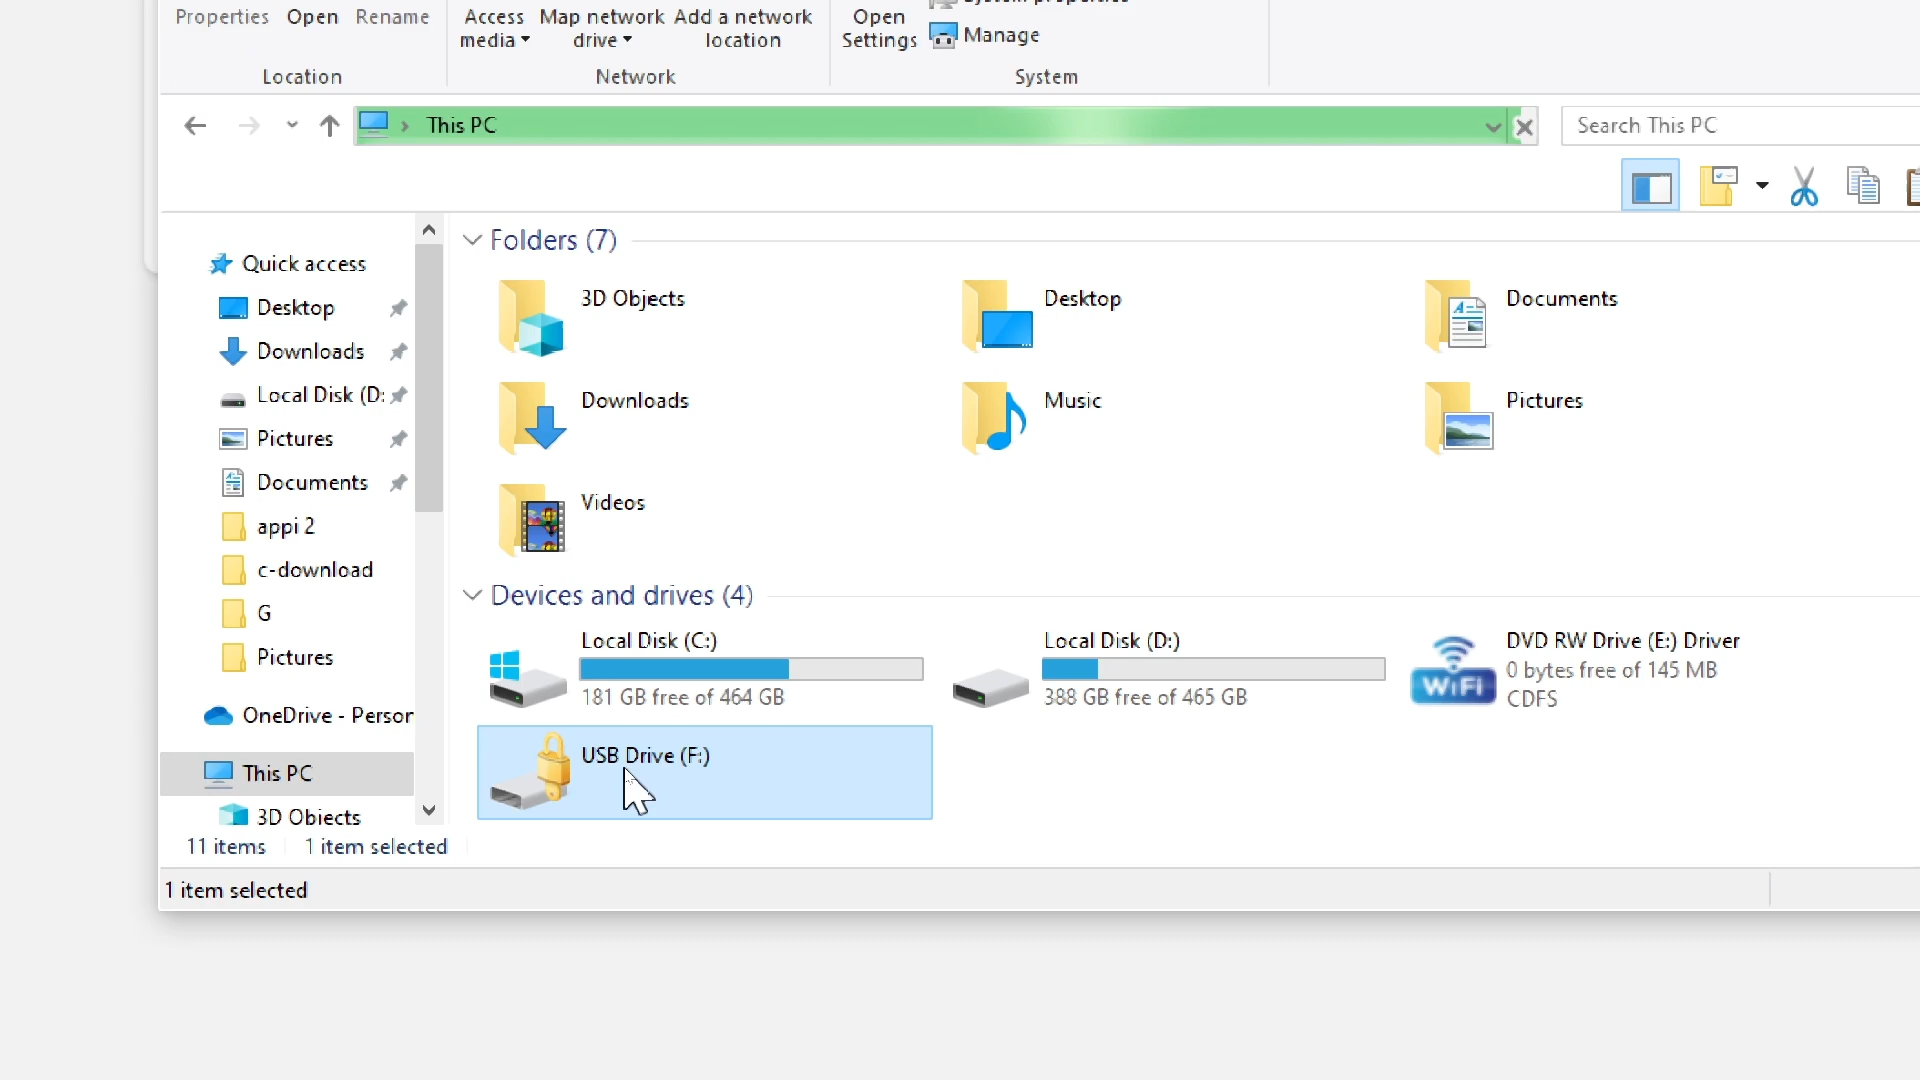 Properties Open Rename
Access media
Map network drive
Add a network location
Open Settings
System properties
Manage
Location
Network
System
This PC
Search This PC
Quick access
Desktop
Downloads
Local Disk (D:
Pictures
Documents
appi 2
c-download
G
Pictures
OneDrive - Person
This PC
3D Objects
Folders (7)
3D Objects
Desktop
Documents
Downloads
Music
Pictures
Videos
Devices and drives (4)
Local Disk (C:)
181 GB free of 464 GB
Local Disk (D:)
388 GB free of 465 GB
WiFi
DVD RW Drive (E:) Driver
0 bytes free of 145 MB
CDFS
USB Drive (F:)
11 items 1 item selected
1 item selected